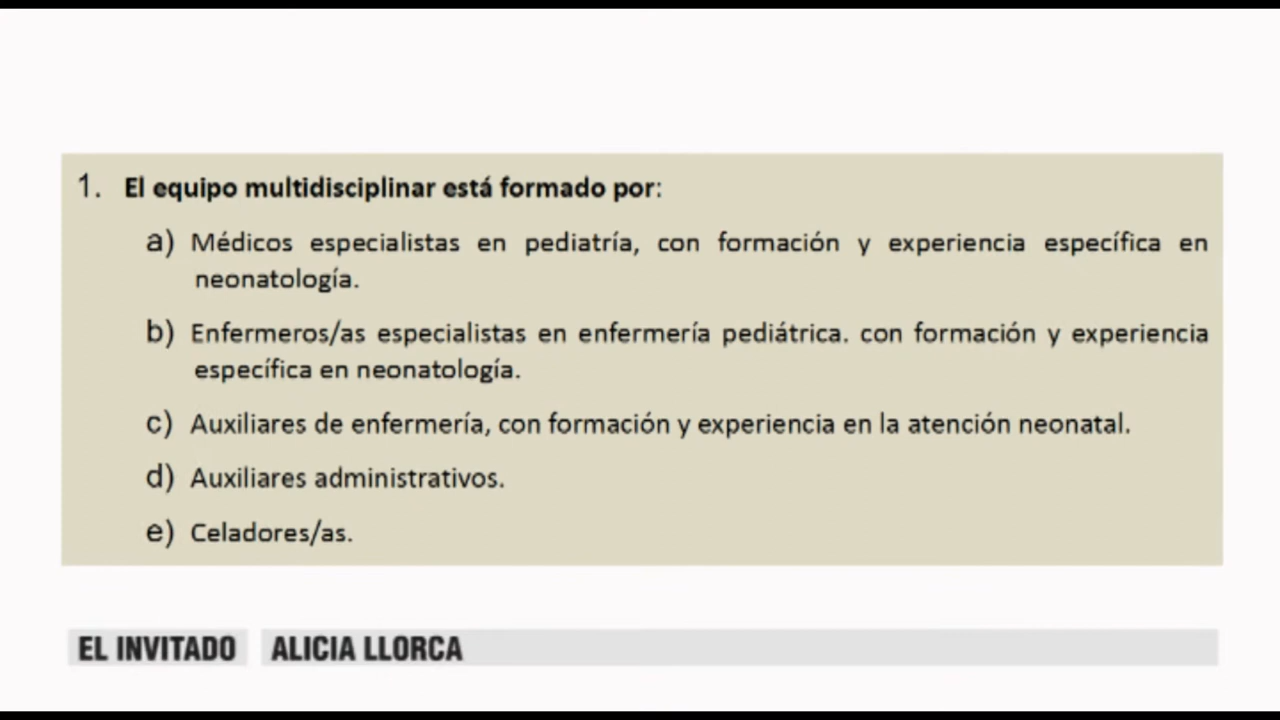 1. El equipo multidisciplinar está formado por:
a) Médicos especialistas en pediatría, con formación y experiencia específica en
neonatología.
b) Enfermeros/as especialistas en enfermería pediátrica. con formación y experiencia
específica en neonatología.
c) Auxiliares de enfermería, con formación y experiencia en la atención neonatal.
d) Auxiliares administrativos.
e) Celadores/as.
EL INVITADO ALICIA LLORCA